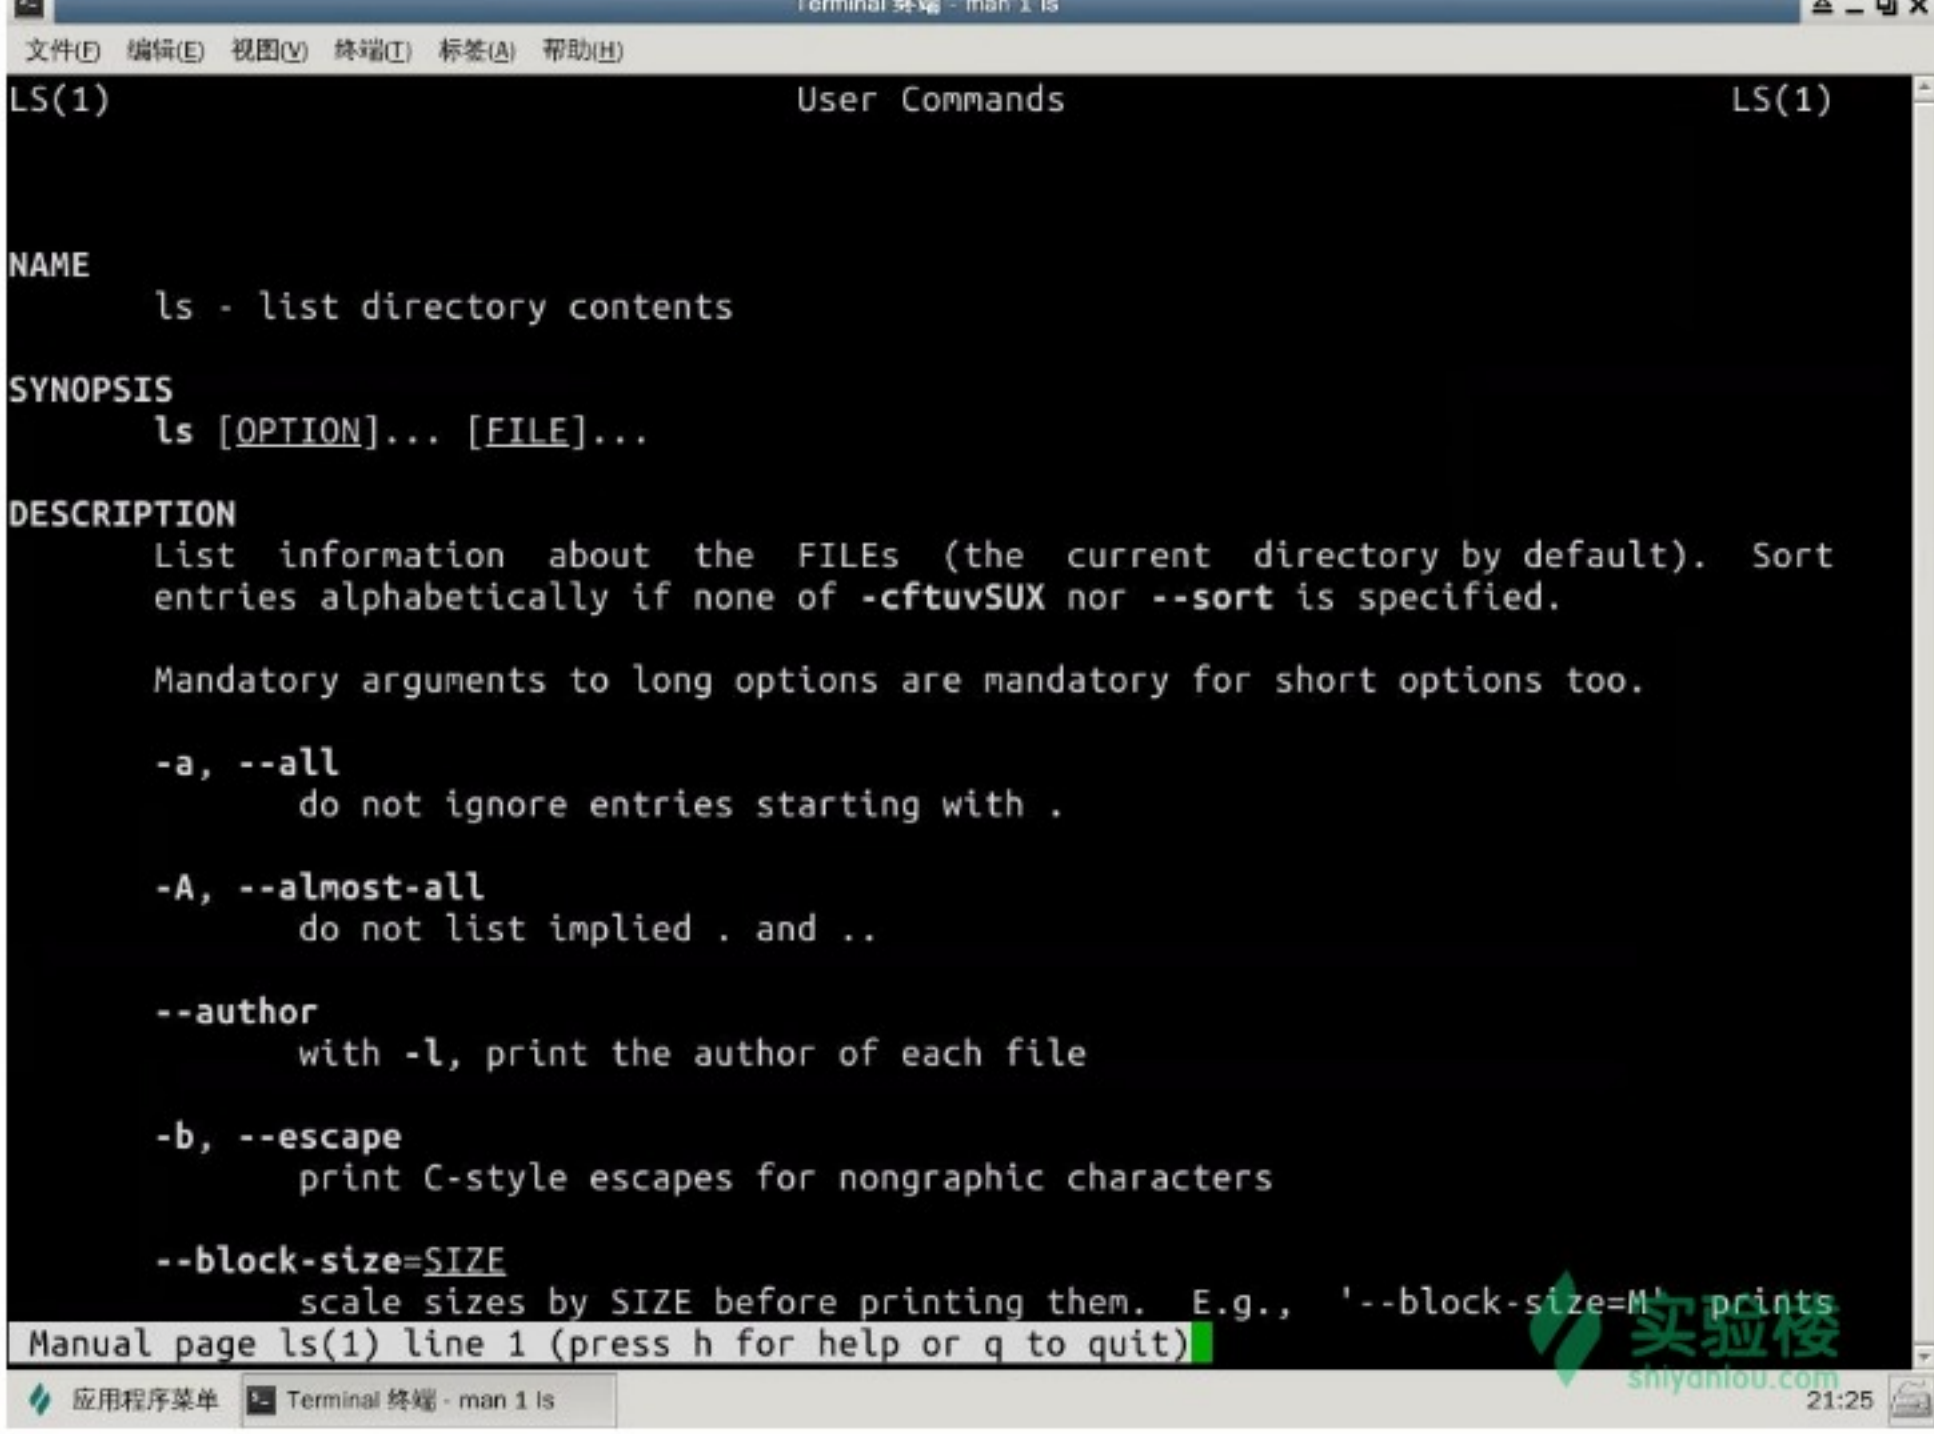 Terminal 终端 - man 1 ls
文件(F) 编辑(E) 视图(V) 终端(T) 标签(A) 帮助(H)
LS(1) User Commands LS(1)
NAME
ls - list directory contents
SYNOPSIS
ls [OPTION]... [FILE]...
DESCRIPTION
List information about the FILEs (the current directory by default). Sort
entries alphabetically if none of -cftuvSUX nor --sort is specified.
Mandatory arguments to long options are mandatory for short options too.
-a, --all
do not ignore entries starting with .
-A, --almost-all
do not list implied . and ..
--author
with -l, print the author of each file
-b, --escape
print C-style escapes for nongraphic characters
--block-size=SIZE
scale sizes by SIZE before printing them. E.g., '--block-size=M' prints
Manual page ls(1) line 1 (press h for help or q to quit)
实验楼
shiyanlou.com
应用程序菜单 Terminal 终端 - man 1 ls 21:25